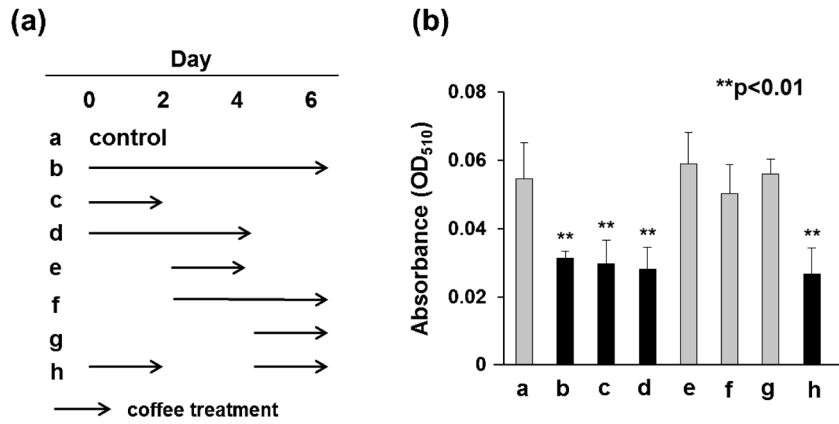 (a)
Day
0 2 4 6
a control
b
c
d
e
f
g
h
coffee treatment
(b)
**p<0.01
Absorbance (OD510)
0.08
0.06
0.04
0.02
0
** ** ** **
a b c d e f g h